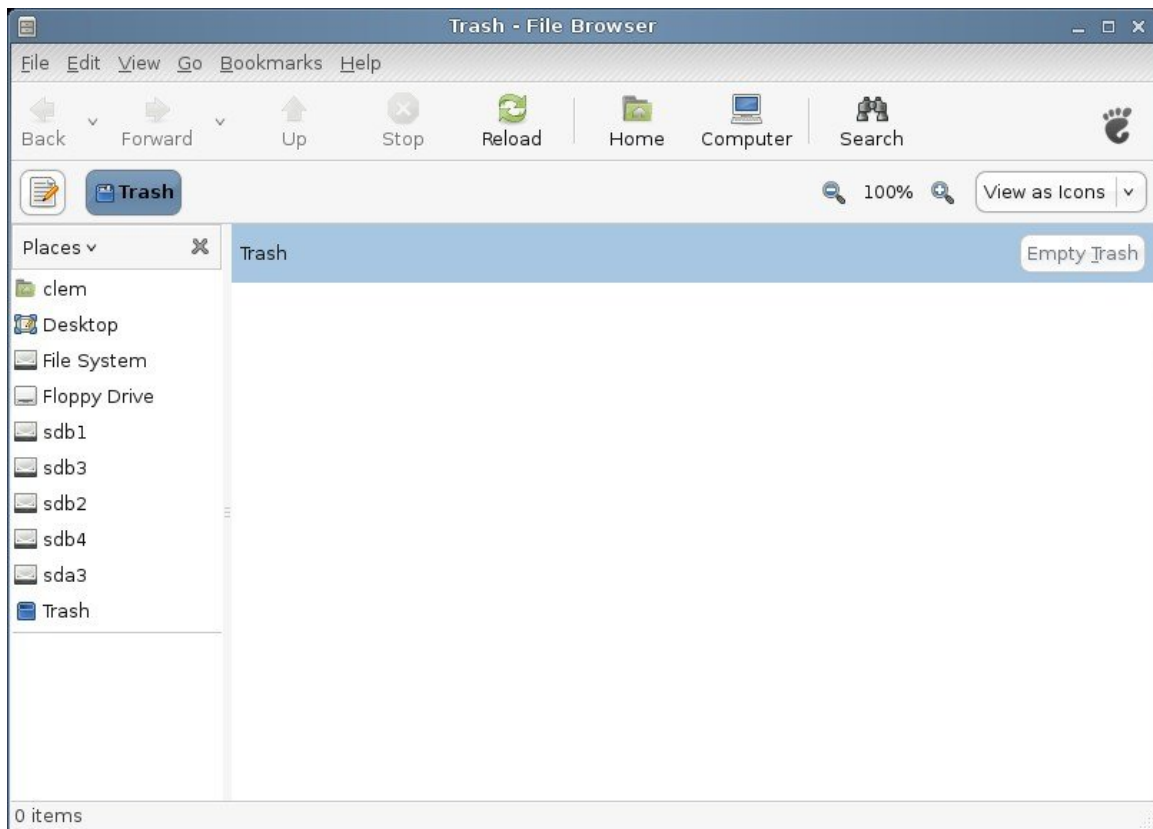 Trash - File Browser
File Edit View Go Bookmarks Help
Back Forward Up Stop Reload Home Computer Search
Trash 100% View as Icons
Places
Trash Empty Trash
clem
Desktop
File System
Floppy Drive
sdb1
sdb3
sdb2
sdb4
sda3
Trash
0 items